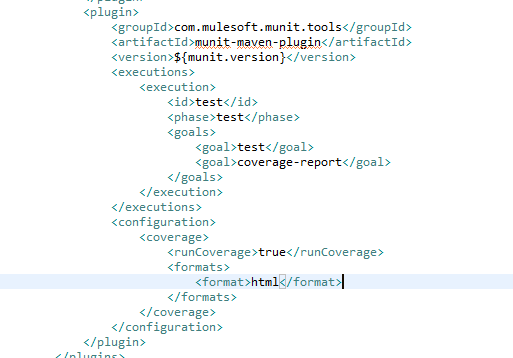 </plugin>
<plugin>
<groupId>com.mulesoft.munit.tools</groupId>
<artifactId>munit-maven-plugin</artifactId>
<version>${munit.version}</version>
<executions>
<execution>
<id>test</id>
<phase>test</phase>
<goals>
<goal>test</goal>
<goal>coverage-report</goal>
</goals>
</execution>
</executions>
<configuration>
<coverage>
<runCoverage>true</runCoverage>
<formats>
<format>html</format>
</formats>
</coverage>
</configuration>
</plugin>
</plugins>